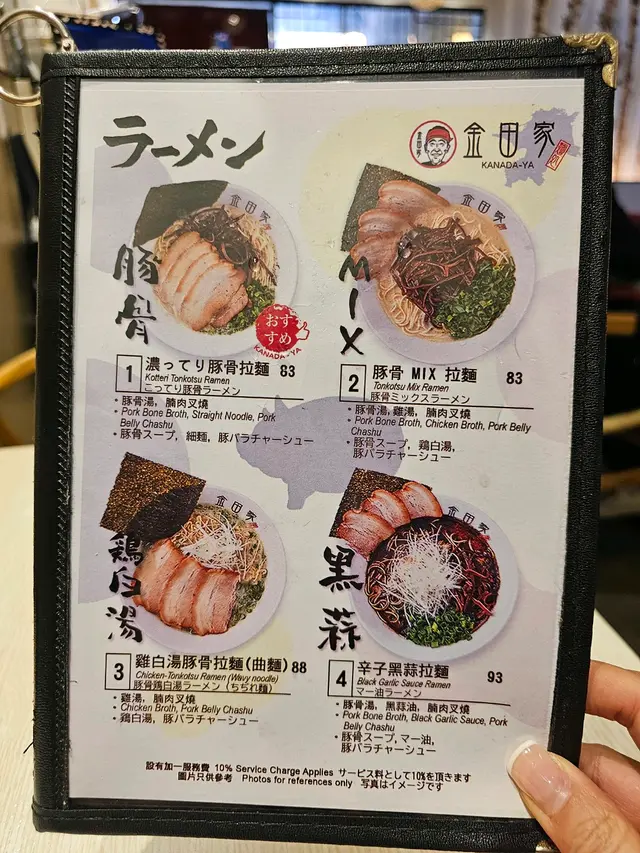 ラーメン
金田家
KANADA-YA
豚骨
おす
すめ
KANADA-YA
1 濃ってり豚骨拉麵 83
Kotteri Tonkotsu Ramen
こってり豚骨ラーメン
・豚骨湯, 腩肉叉燒
・Pork Bone Broth, Straight Noodle, Pork
Belly Chashu
・豚骨スープ, 細麺, 豚バラチャーシュー
金田家
MIX
2 豚骨 MIX 拉麵 83
Tonkotsu Mix Ramen
豚骨ミックスラーメン
・豚骨湯, 雞湯, 腩肉叉燒
・Pork Bone Broth, Chicken Broth, Pork Belly
Chashu
・豚骨スープ, 鶏白湯,
豚バラチャーシュー
金田家
鶏白湯
3 雞白湯豚骨拉麵(曲麵) 88
Chicken-Tonkotsu Ramen (Wavy noodle)
豚骨鶏白湯ラーメン(ちぢれ麵)
・雞湯, 腩肉叉燒
・Chicken Broth, Pork Belly Chashu
・鶏白湯, 豚バラチャーシュー
金田家
黒蒜
4 辛子黑蒜拉麵 93
Black Garlic Sauce Ramen
マー油ラーメン
・豚骨湯, 黑蒜油, 腩肉叉燒
・Pork Bone Broth, Black Garlic Sauce, Pork
Belly Chashu
・豚骨スープ, マー油,
豚バラチャーシュー
金田家
設有加一服務費 10% Service Charge Applies サービス料として10%を頂きます
圖片只供參考 Photos for references only 写真はイメージです